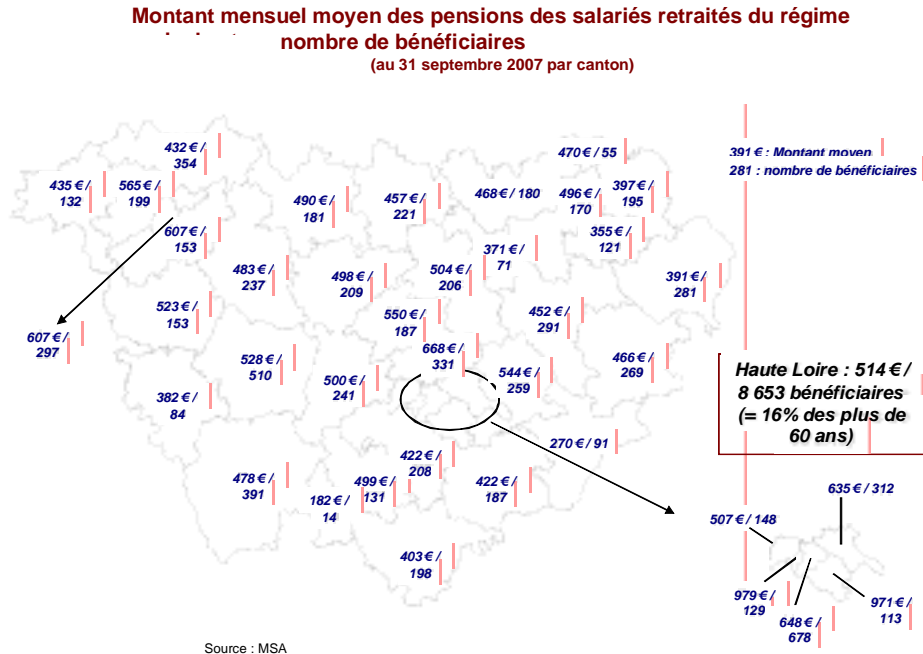 Montant mensuel moyen des pensions des salariés retraités du régime
nombre de bénéficiaires
(au 31 septembre 2007 par canton)
432 € /
354
470 € / 55
391 € : Montant moyen
281 : nombre de bénéficiaires
435 € /
132
565 € /
199
490 € /
181
457 €/
221
468 € / 180
496 € /
170
397 € /
195
607 € /
153
371 € /
71
355 € /
121
483 € /
237
498 €/
209
504 € /
206
391 € /
281
523 € /
153
550 € /
187
452 € /
291
607 € /
297
528 € /
510
668 € /
331
544 € /
259
466 € /
269
382 € /
84
500 € /
241
Haute Loire : 514 € /
8 653 bénéficiaires
(= 16% des plus de
60 ans)
270 € / 91
422 € /
208
478 € /
391
499 € /
131
182 € /
14
422 € /
187
635 € / 312
507 € / 148
403 € /
198
979 € /
129
648 € /
678
971 € /
113
Source : MSA